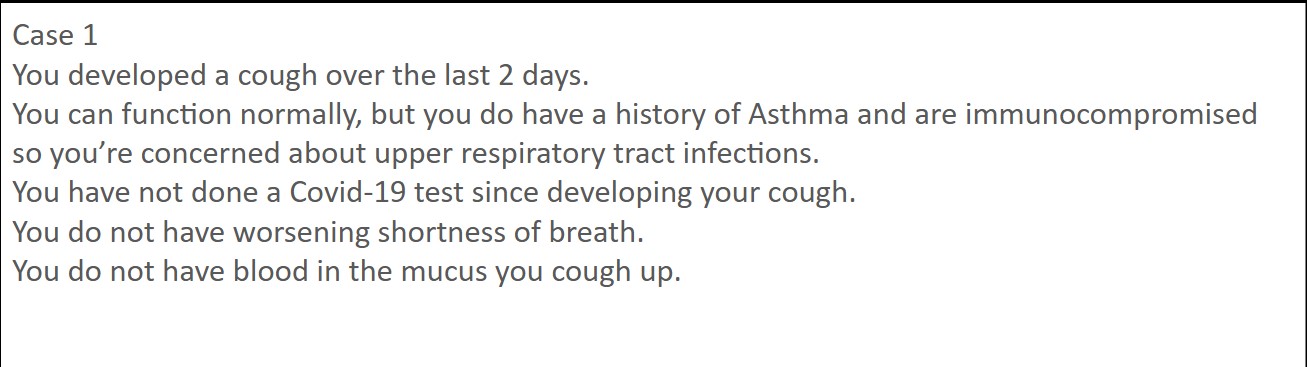 Case 1
You developed a cough over the last 2 days.
You can function normally, but you do have a history of Asthma and are immunocompromised
so you’re concerned about upper respiratory tract infections.
You have not done a Covid-19 test since developing your cough.
You do not have worsening shortness of breath.
You do not have blood in the mucus you cough up.